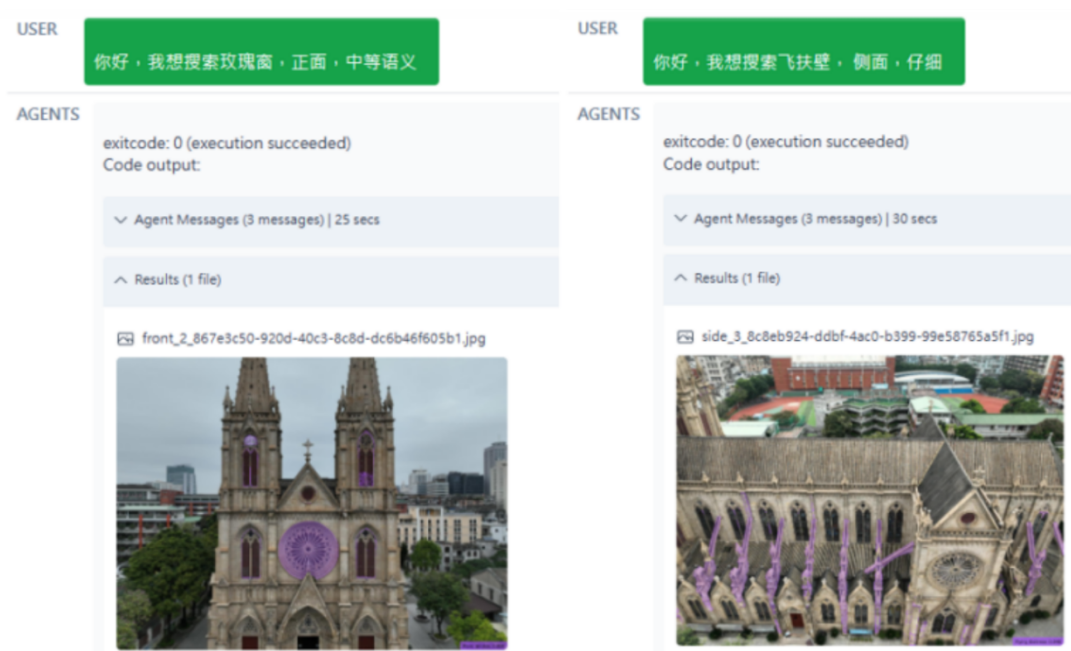 USER
你好，我想搜索玫瑰窗，正面，中等语义
AGENTS
exitcode: 0 (execution succeeded)
Code output:
Agent Messages (3 messages) | 25 secs
Results (1 file)
front_2_867e3c50-920d-40c3-8c8d-dc6b46f605b1.jpg
USER
你好，我想搜索飞扶壁， 侧面，仔细
AGENTS
exitcode: 0 (execution succeeded)
Code output:
Agent Messages (3 messages) | 30 secs
Results (1 file)
side_3_8c8eb924-ddbf-4ac0-b399-99e58765a5f1.jpg